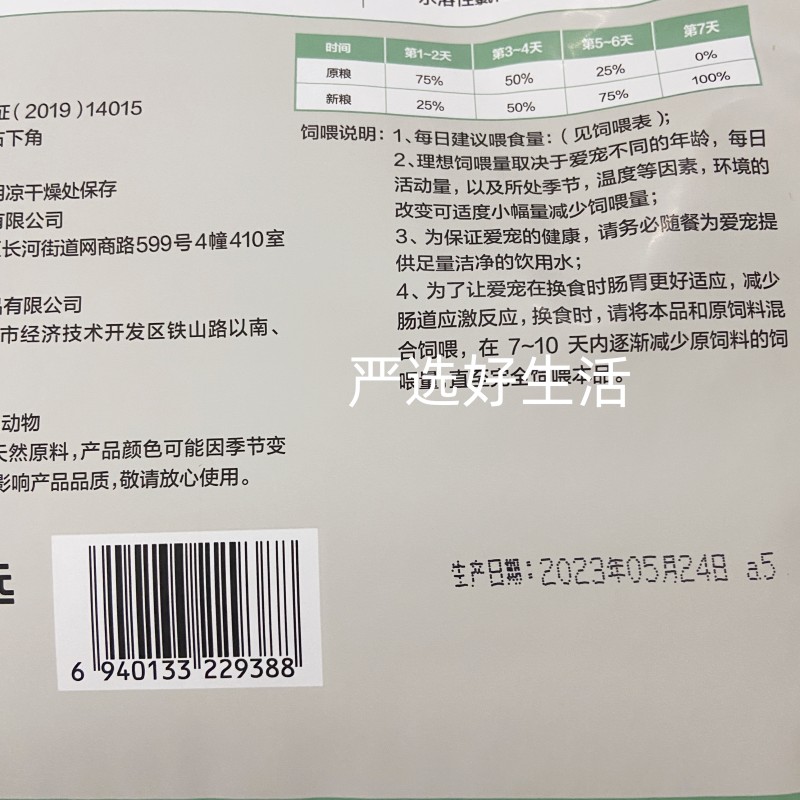 水溶性
时间 第1~2天 第3~4天 第5~6天 第7天
原粮 75% 50% 25% 0%
新粮 25% 50% 75% 100%
证(2019)14015
右下角
阴凉干燥处保存
有限公司
长河街道网商路599号4幢410室
品有限公司
市经济技术开发区铁山路以南、
动物
天然原料,产品颜色可能因季节变
影响产品品质,敬请放心使用。
饲喂说明:1、每日建议喂食量:(见饲喂表);
2、理想饲喂量取决于爱宠不同的年龄,每日
活动量,以及所处季节,温度等因素,环境的
改变可适度小幅量减少饲喂量;
3、为保证爱宠的健康,请务必随餐为爱宠提
供足量洁净的饮用水;
4、为了让爱宠在换食时肠胃更好适应,减少
肠道应激反应,换食时,请将本品和原饲料混
合饲喂,在 7~10 天内逐渐减少原饲料的饲
喂量,直至完全饲喂本品。
严选好生活
生产日期:2023年05月24日 a5
6 940133 229388